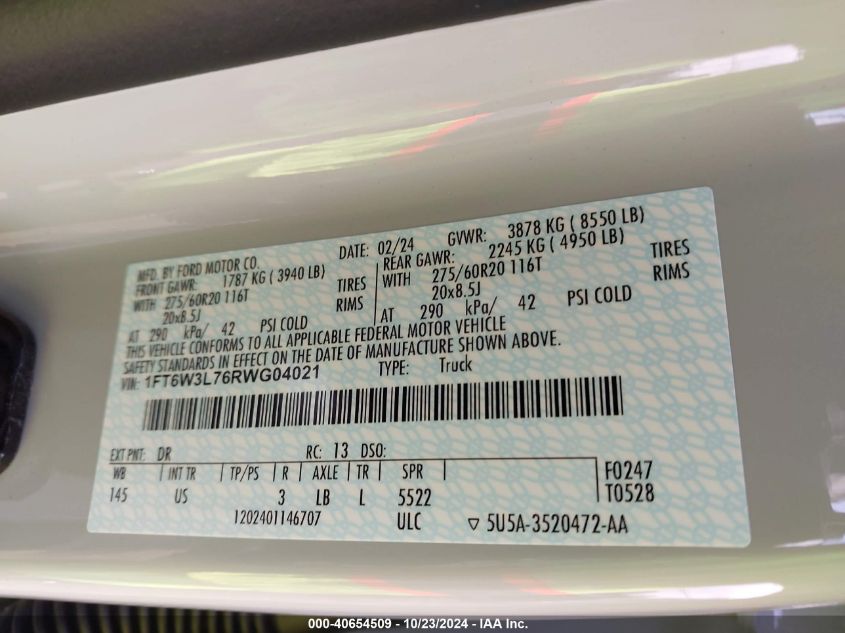 MFD. BY FORD MOTOR CO. DATE: 02/24 GVWR: 3878 KG ( 8550 LB)
FRONT GAWR: 1787 KG ( 3940 LB) REAR GAWR: 2245 KG ( 4950 LB)
WITH 275/60R20 116T TIRES WITH 275/60R20 116T TIRES
20x8.5J RIMS 20x8.5J RIMS
AT 290 kPa/ 42 PSI COLD AT 290 kPa/ 42 PSI COLD
THIS VEHICLE CONFORMS TO ALL APPLICABLE FEDERAL MOTOR VEHICLE
SAFETY STANDARDS IN EFFECT ON THE DATE OF MANUFACTURE SHOWN ABOVE.
VIN: 1FT6W3L76RWG04021 TYPE: Truck
EXT PNT: DR RC: 13 DSO:
WB INT TR TP/PS R AXLE TR SPR F0247
145 US 3 LB L 5522 T0528
1202401146707 ULC ▽ 5U5A-3520472-AA
000-40654509 - 10/23/2024 - IAA Inc.